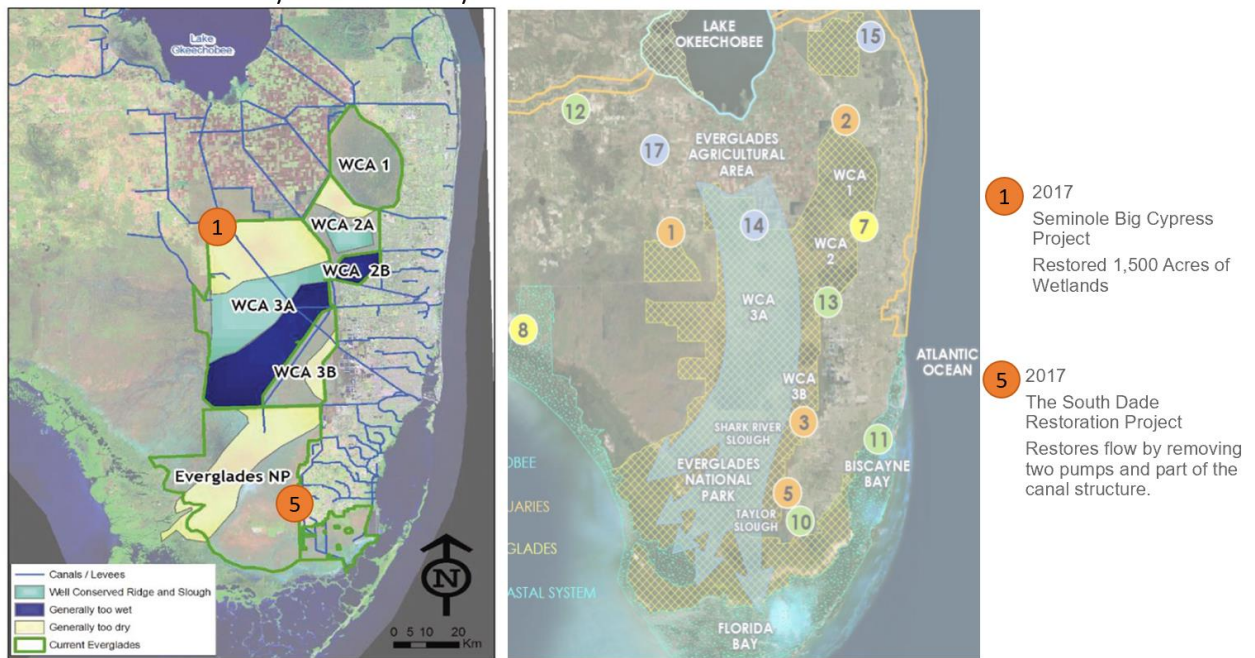 Lake
Okeechobee
WCA 1
1
WCA 2A
WCA 2B
WCA 3A
WCA 3B
Everglades NP
5
Canals / Levees
Well Conserved Ridge and Slough
Generally too wet
Generally too dry
Current Everglades
N
0 5 10 20
Km
LAKE
OKEECHOBEE
15
12
2
17
EVERGLADES
AGRICULTURAL
AREA
WCA
1
1
14
7
WCA
2
WCA
3A
13
8
ATLANTIC
OCEAN
WCA
3B
3
SHARK RIVER
SLOUGH
11
OBEE
EVERGLADES
NATIONAL
PARK
BISCAYNE
BAY
5
UARIES
TAYLOR
SLOUGH
10
GLADES
ASTAL SYSTEM
FLORIDA
BAY
1
2017
Seminole Big Cypress
Project
Restored 1,500 Acres of
Wetlands
5
2017
The South Dade
Restoration Project
Restores flow by removing
two pumps and part of the
canal structure.